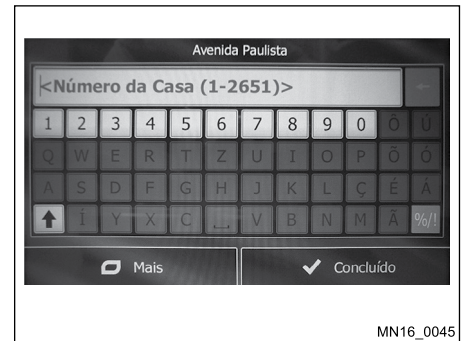 Avenida Paulista
<Número da Casa (1-2651)>
1 2 3 4 5 6 7 8 9 0 Ô Ú
Q W E R T Z U I O P Õ Ó
A S D F G H J K L Ç É Á
Í Y X C V B N M Ã %/!
Mais
Concluído
MN16_0045